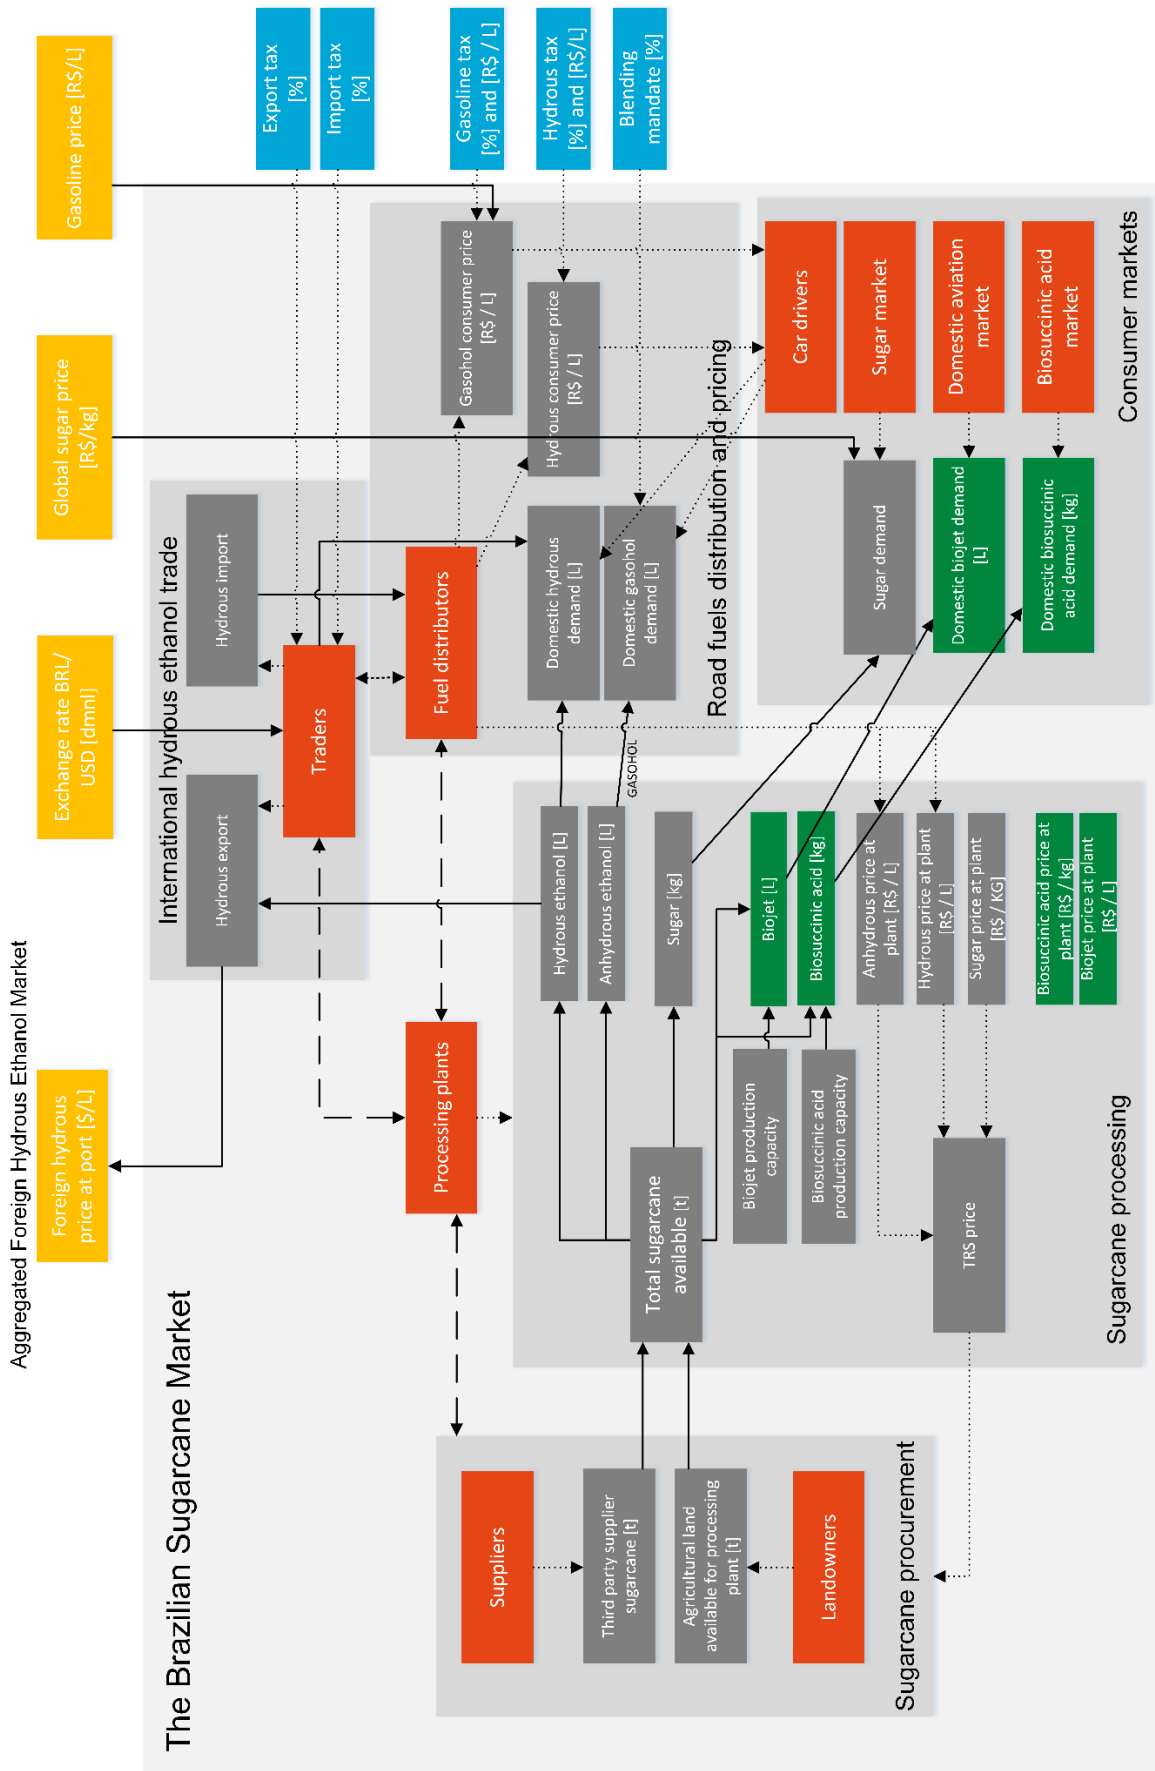 Aggregated Foreign Hydrous Ethanol Market
Foreign hydrous
price at port [$/L]
Exchange rate BRL/
USD [dmnl]
Global sugar price
[R$/kg]
Gasoline price [R$/L]
The Brazilian Sugarcane Market
International hydrous ethanol trade
Hydrous export
Hydrous import
Traders
Export tax
[%]
Import tax
[%]
Processing plants
Fuel distributors
Gasohol consumer price
[R$ / L]
Gasoline tax
[%] and [R$ / L]
Hydrous consumer price
[R$ / L]
Hydrous tax
[%] and [R$/L]
Domestic hydrous
demand [L]
Domestic gasohol
demand [L]
Blending
mandate [%]
Road fuels distribution and pricing
Suppliers
Third party supplier
sugarcane [t]
Agricultural land
available for processing
plant [t]
Landowners
Sugarcane procurement
Total sugarcane
available [t]
Hydrous ethanol [L]
Anhydrous ethanol [L]
GASOHOL
Sugar [kg]
Biojet production
capacity
Biojet [L]
Biosuccinic acid
production capacity
Biosuccinic acid [kg]
Anhydrous price at
plant [R$ / L]
Hydrous price at plant
[R$ / L]
Sugar price at plant
[R$ / KG]
TRS price
Biosuccinic acid price at
plant [R$ / kg]
Biojet price at plant
[R$ / L]
Sugarcane processing
Car drivers
Sugar demand
Sugar market
Domestic biojet demand
[L]
Domestic aviation
market
Domestic biosuccinic
acid demand [kg]
Biosuccinic acid
market
Consumer markets